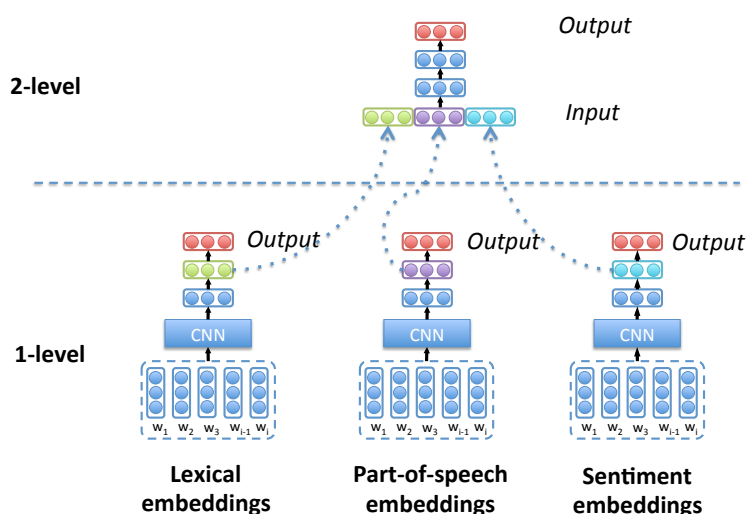 Output
2-level
Input
Output Output Output
CNN CNN CNN
1-level
w1 w2 w3 wi-1 wi w1 w2 w3 wi-1 wi w1 w2 w3 wi-1 wi
Lexical embeddings
Part-of-speech embeddings
Sentiment embeddings